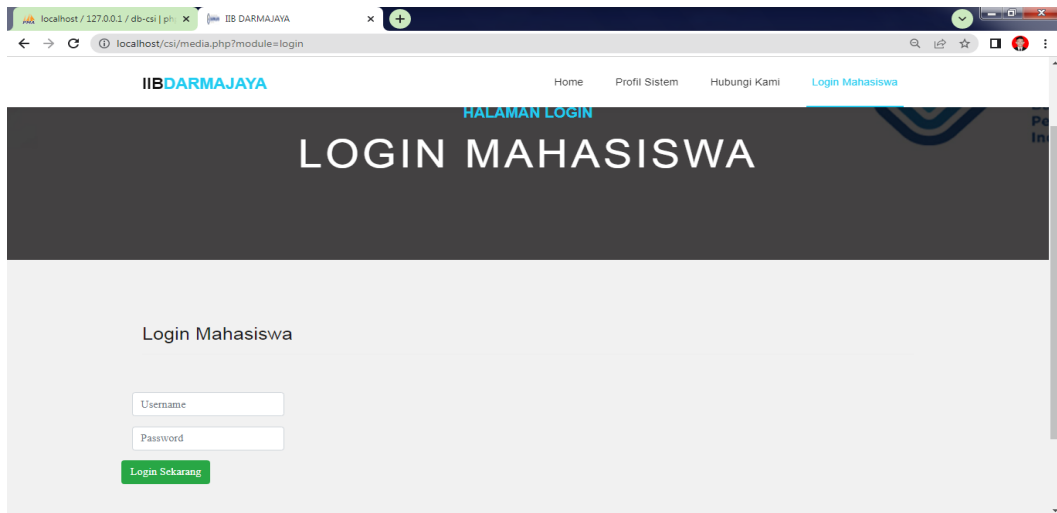 localhost / 127.0.0.1 / db-csi | ph
IIB DARMAJAYA
localhost/csi/media.php?module=login
IIBDARMAJAYA
Home
Profil Sistem
Hubungi Kami
Login Mahasiswa
HALAMAN LOGIN
LOGIN MAHASISWA
Login Mahasiswa
Username
Password
Login Sekarang